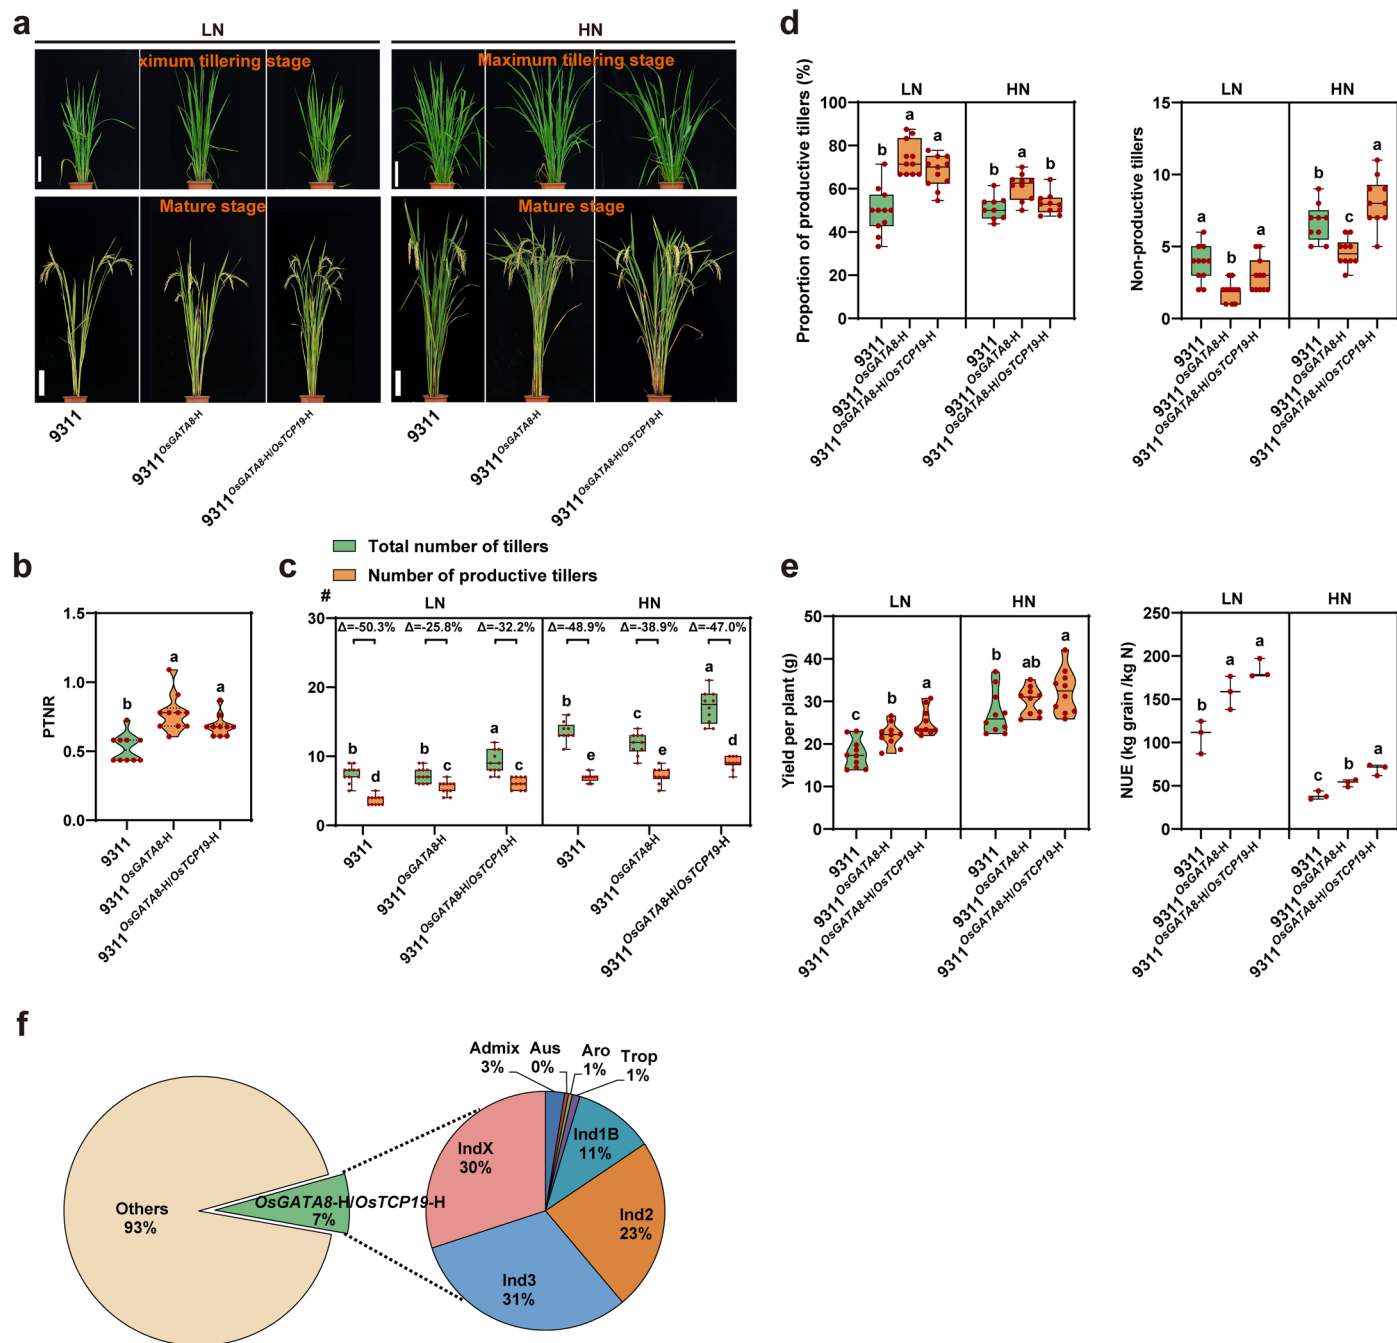 a
LN
HN
ximum tillering stage
Maximum tillering stage
Mature stage
Mature stage
9311
9311OsGATA8-H
9311OsGATA8-H/OsTCP19-H
9311
9311OsGATA8-H
9311OsGATA8-H/OsTCP19-H
b
PTNR
1.5
1.0
0.5
0.0
b
a
a
9311
9311OsGATA8-H
9311OsGATA8-H/OsTCP19-H
c
Total number of tillers
Number of productive tillers
#
LN
HN
30
20
10
0
Δ=-50.3%
Δ=-25.8%
Δ=-32.2%
Δ=-48.9%
Δ=-38.9%
Δ=-47.0%
b
d
b
c
a
c
b
e
c
e
a
d
9311
9311OsGATA8-H
9311OsGATA8-H/OsTCP19-H
9311
9311OsGATA8-H
9311OsGATA8-H/OsTCP19-H
d
Proportion of productive tillers (%)
LN
HN
100
80
60
40
20
0
b
a
a
b
a
b
9311
9311OsGATA8-H
9311OsGATA8-H/OsTCP19-H
9311
9311OsGATA8-H
9311OsGATA8-H/OsTCP19-H
Non-productive tillers
LN
HN
15
10
5
0
a
b
a
b
c
a
9311
9311OsGATA8-H
9311OsGATA8-H/OsTCP19-H
9311
9311OsGATA8-H
9311OsGATA8-H/OsTCP19-H
e
Yield per plant (g)
LN
HN
50
40
30
20
10
0
c
b
a
b
ab
a
9311
9311OsGATA8-H
9311OsGATA8-H/OsTCP19-H
9311
9311OsGATA8-H
9311OsGATA8-H/OsTCP19-H
NUE (kg grain /kg N)
LN
HN
250
200
150
100
50
0
b
a
a
c
b
a
9311
9311OsGATA8-H
9311OsGATA8-H/OsTCP19-H
9311
9311OsGATA8-H
9311OsGATA8-H/OsTCP19-H
f
Others
93%
OsGATA8-H/OsTCP19-H
7%
Admix
3%
Aus
0%
Aro
1%
Trop
1%
Ind1B
11%
Ind2
23%
Ind3
31%
IndX
30%